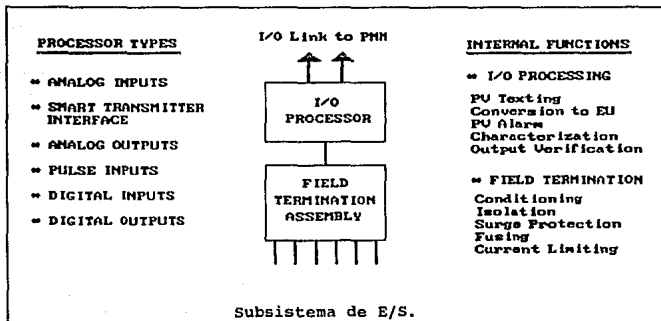 PROCESSOR TYPES
** ANALOG INPUTS
** SMART TRANSMITTER
INTERFACE
** ANALOG OUTPUTS
** PULSE INPUTS
** DIGITAL INPUTS
** DIGITAL OUTPUTS
I/O Link to PMM
I/O
PROCESSOR
FIELD
TERMINATION
ASSEMBLY
INTERNAL FUNCTIONS
** I/O PROCESSING
PV Texting
Conversion to EU
PV Alarm
Characterization
Output Verification
** FIELD TERMINATION
Conditioning
Isolation
Surge Protection
Fusing
Current Limiting
Subsistema de E/S.